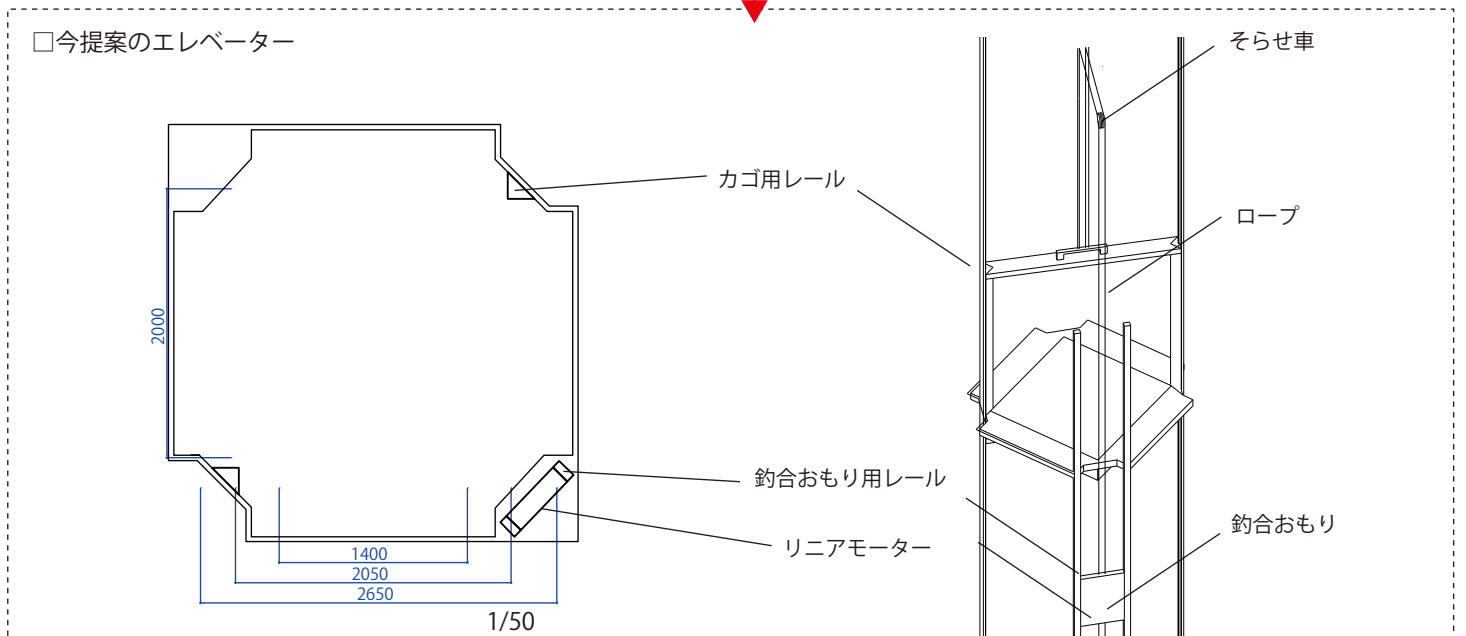 □今提案のエレベーター
そらせ車
カゴ用レール
ロープ
2000
釣合おもり用レール
釣合おもり
リニアモーター
1400
2050
2650
1/50